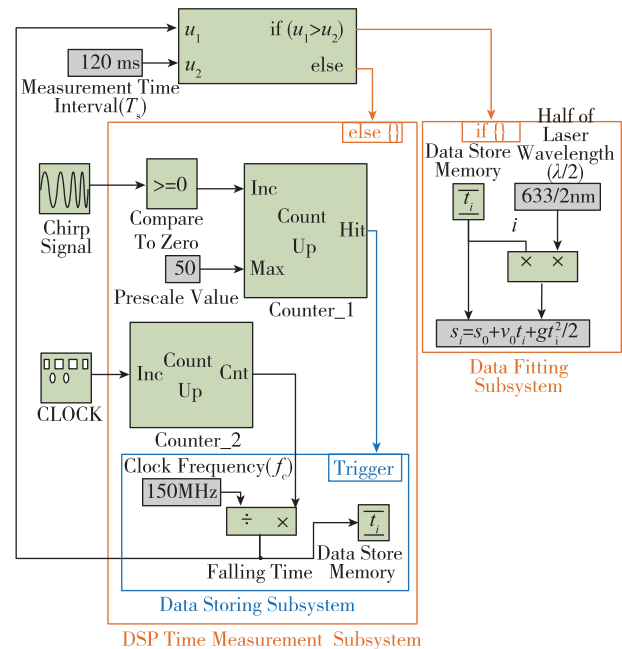 u₁
if (u₁>u₂)
120 ms
u₂
else
Measurement Time
Interval(Tₛ)
else {}
if {}
Half of
Laser
Wavelength
(λ/2)
Data Store
Memory
tᵢ
633/2nm
i
× ×
sᵢ=s₀+v₀tᵢ+gtᵢ²/2
Data Fitting
Subsystem
Chirp
Signal
>=0
Compare
To Zero
Inc
Count
Up
Hit
50
Max
Prescale Value
Counter_1
CLOCK
Inc
Count
Up
Cnt
Counter_2
Clock Frequency(f꜀)
Trigger
150MHz
÷ ×
tᵢ
Falling Time
Data Store
Memory
Data Storing Subsystem
DSP Time Measurement Subsystem